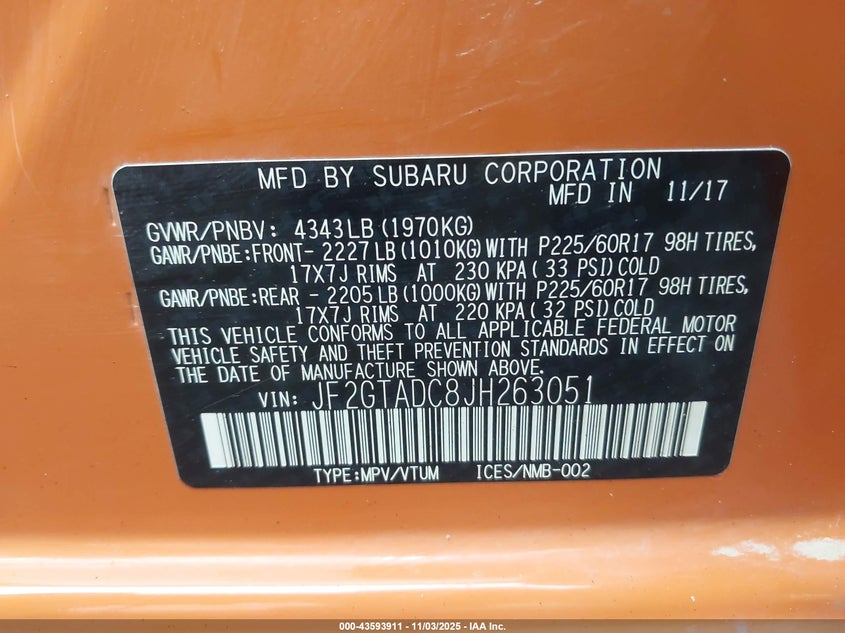 MFD BY SUBARU CORPORATION
MFD IN 11/17
GVWR/PNBV: 4343LB(1970KG)
GAWR/PNBE:FRONT- 2227LB(1010KG)WITH P225/60R17 98H TIRES,
17X7J RIMS AT 230 KPA( 33 PSI)COLD
GAWR/PNBE:REAR - 2205LB(1000KG)WITH P225/60R17 98H TIRES,
17X7J RIMS AT 220 KPA( 32 PSI)COLD
THIS VEHICLE CONFORMS TO ALL APPLICABLE FEDERAL MOTOR
VEHICLE SAFETY AND THEFT PREVENTION STANDARDS IN EFFECT ON
THE DATE OF MANUFACTURE SHOWN ABOVE.
VIN: JF2GTADC8JH263051
TYPE:MPV/VTUM ICES/NMB-002
000-43593911 - 11/03/2025 - IAA Inc.